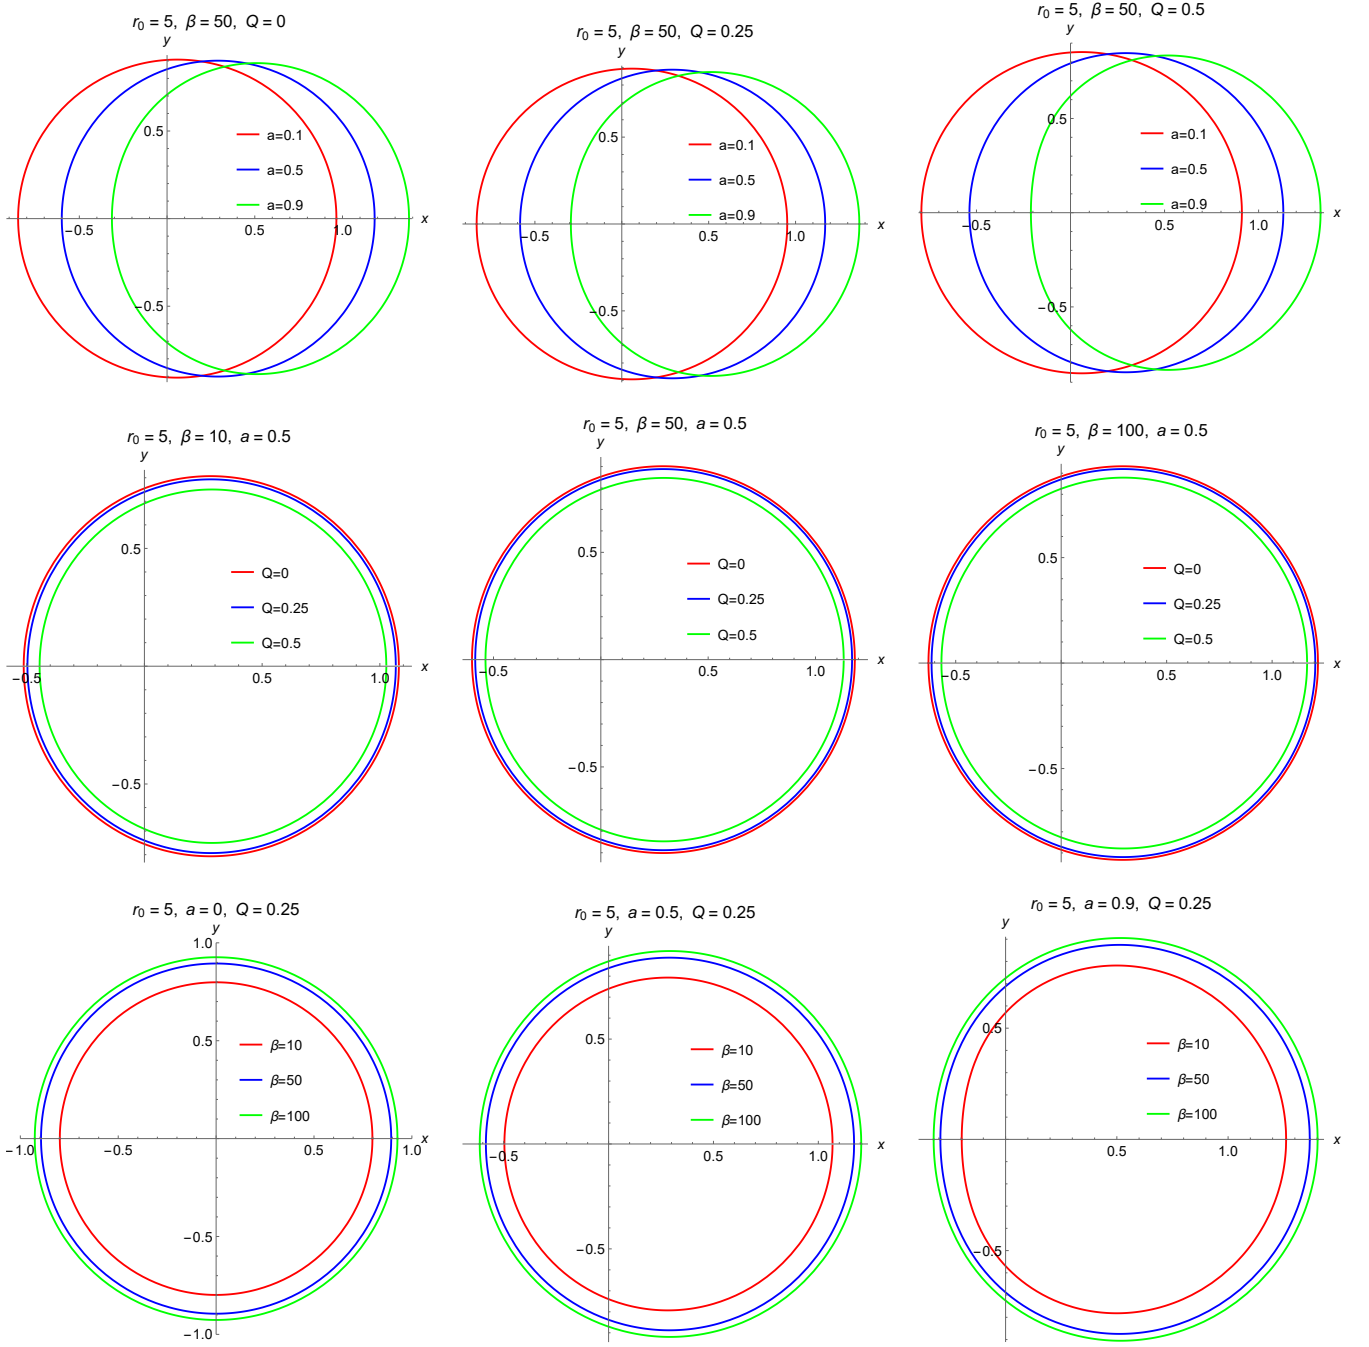 r₀ = 5, β = 50, Q = 0
y
0.5
a=0.1
a=0.5
a=0.9
x
−0.5
0.5
1.0
−0.5
r₀ = 5, β = 50, Q = 0.25
y
0.5
a=0.1
a=0.5
a=0.9
x
−0.5
0.5
1.0
−0.5
r₀ = 5, β = 50, Q = 0.5
y
0.5
a=0.1
a=0.5
a=0.9
x
−0.5
0.5
1.0
−0.5
r₀ = 5, β = 10, a = 0.5
y
0.5
Q=0
Q=0.25
Q=0.5
x
−0.5
0.5
1.0
−0.5
r₀ = 5, β = 50, a = 0.5
y
0.5
Q=0
Q=0.25
Q=0.5
x
−0.5
0.5
1.0
−0.5
r₀ = 5, β = 100, a = 0.5
y
0.5
Q=0
Q=0.25
Q=0.5
x
−0.5
0.5
1.0
−0.5
r₀ = 5, a = 0, Q = 0.25
y
1.0
0.5
β=10
β=50
β=100
x
−1.0
−0.5
0.5
1.0
−0.5
−1.0
r₀ = 5, a = 0.5, Q = 0.25
y
0.5
β=10
β=50
β=100
x
−0.5
0.5
1.0
−0.5
r₀ = 5, a = 0.9, Q = 0.25
y
0.5
β=10
β=50
β=100
x
0.5
1.0
−0.5